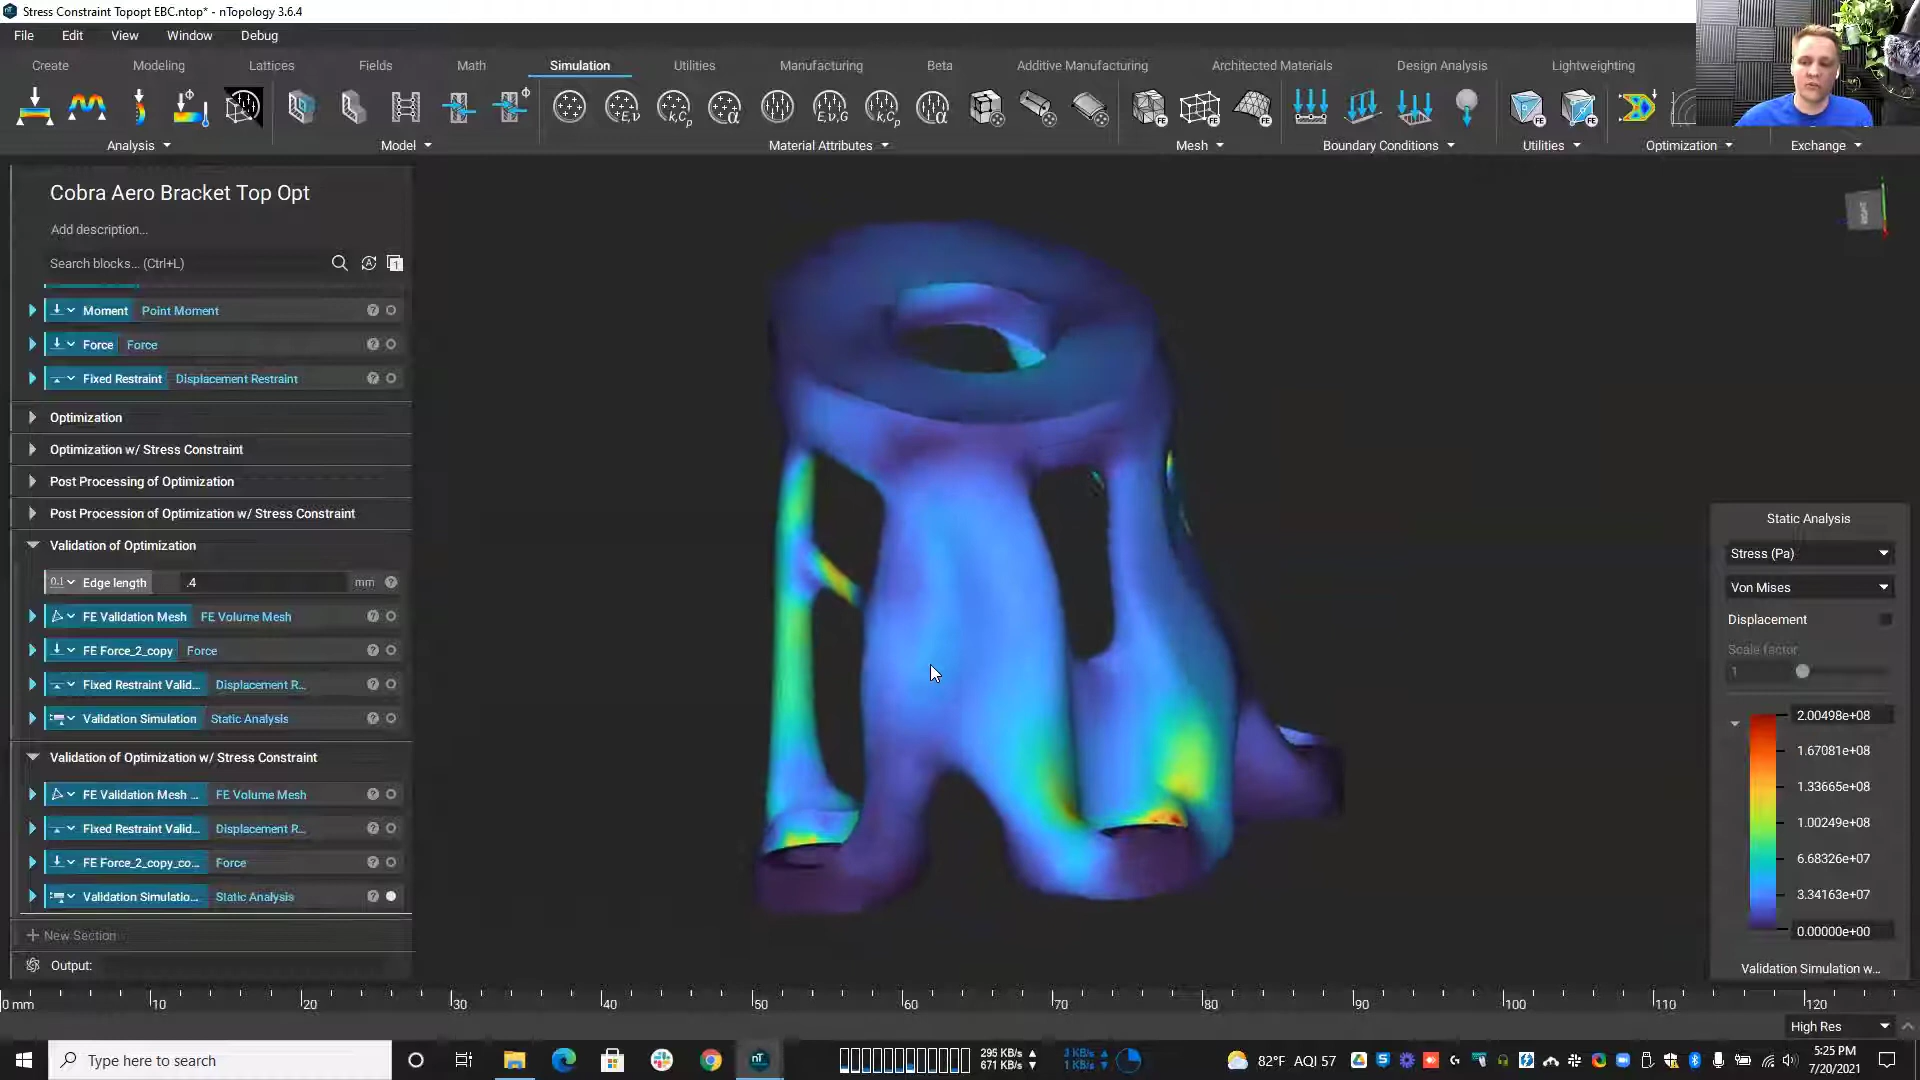 Stress Constraint Topopt EBC.ntop* - nTopology 3.6.4
File Edit View Window Debug
Create Modeling Lattices Fields Math Simulation Utilities Manufacturing Beta Additive Manufacturing Architected Materials Design Analysis Lightweighting
Analysis Model Material Attributes Mesh Boundary Conditions Utilities Optimization Exchange
Cobra Aero Bracket Top Opt
Add description...
Search blocks... (Ctrl+L)
Moment Point Moment
Force Force
Fixed Restraint Displacement Restraint
Optimization
Optimization w/ Stress Constraint
Post Processing of Optimization
Post Procession of Optimization w/ Stress Constraint
Validation of Optimization
0.1 Edge length .4 mm
FE Validation Mesh FE Volume Mesh
FE Force_2_copy Force
Fixed Restraint Valid... Displacement R...
Validation Simulation Static Analysis
Validation of Optimization w/ Stress Constraint
FE Validation Mesh ... FE Volume Mesh
Fixed Restraint Valid... Displacement R...
FE Force_2_copy_co... Force
Validation Simulatio... Static Analysis
New Section
Output:
Static Analysis
Stress (Pa)
Von Mises
Displacement
Scale factor
1
2.00498e+08
1.67081e+08
1.33665e+08
1.00249e+08
6.68326e+07
3.34163e+07
0.00000e+00
Validation Simulation w...
0 mm 10 20 30 40 50 60 70 80 90 100 110 120
High Res
Type here to search
295 KB/s
671 KB/s
3 KB/s
1 KB/s
82°F AQI 57
5:25 PM
7/20/2021